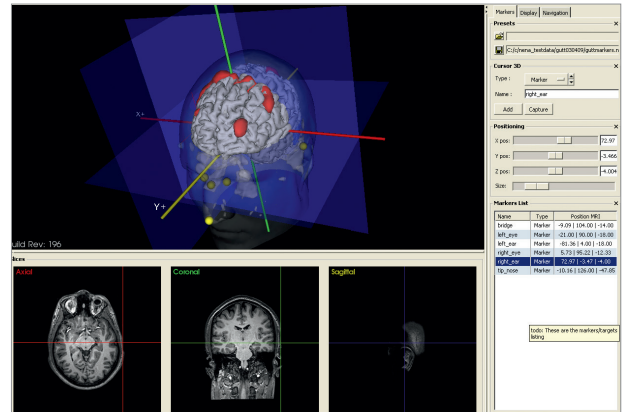 Markers Display Navigation
Presets
C:/c/nena_testdata/gutt030409/guttmarkers.n
Cursor 3D
Type : Marker
Name : right_ear
Add Capture
Positioning
X pos: 72.97
Y pos: -3.466
Z pos: -4.004
Size:
Markers List
Name Type Position MRI
bridge Marker -9.09 | 104.00 | -14.00
left_eye Marker -21.00 | 90.00 | -18.00
left_ear Marker -81.36 | 4.00 | -18.00
right_eye Marker 5.73 | 95.22 | -12.33
right_ear Marker 72.97 | -3.47 | -4.00
tip_nose Marker -10.16 | 126.00 | -47.85
todo: These are the markers/targets
listing
X+
Y+
uild Rev: 196
lices
Axial
Coronal
Sagittal